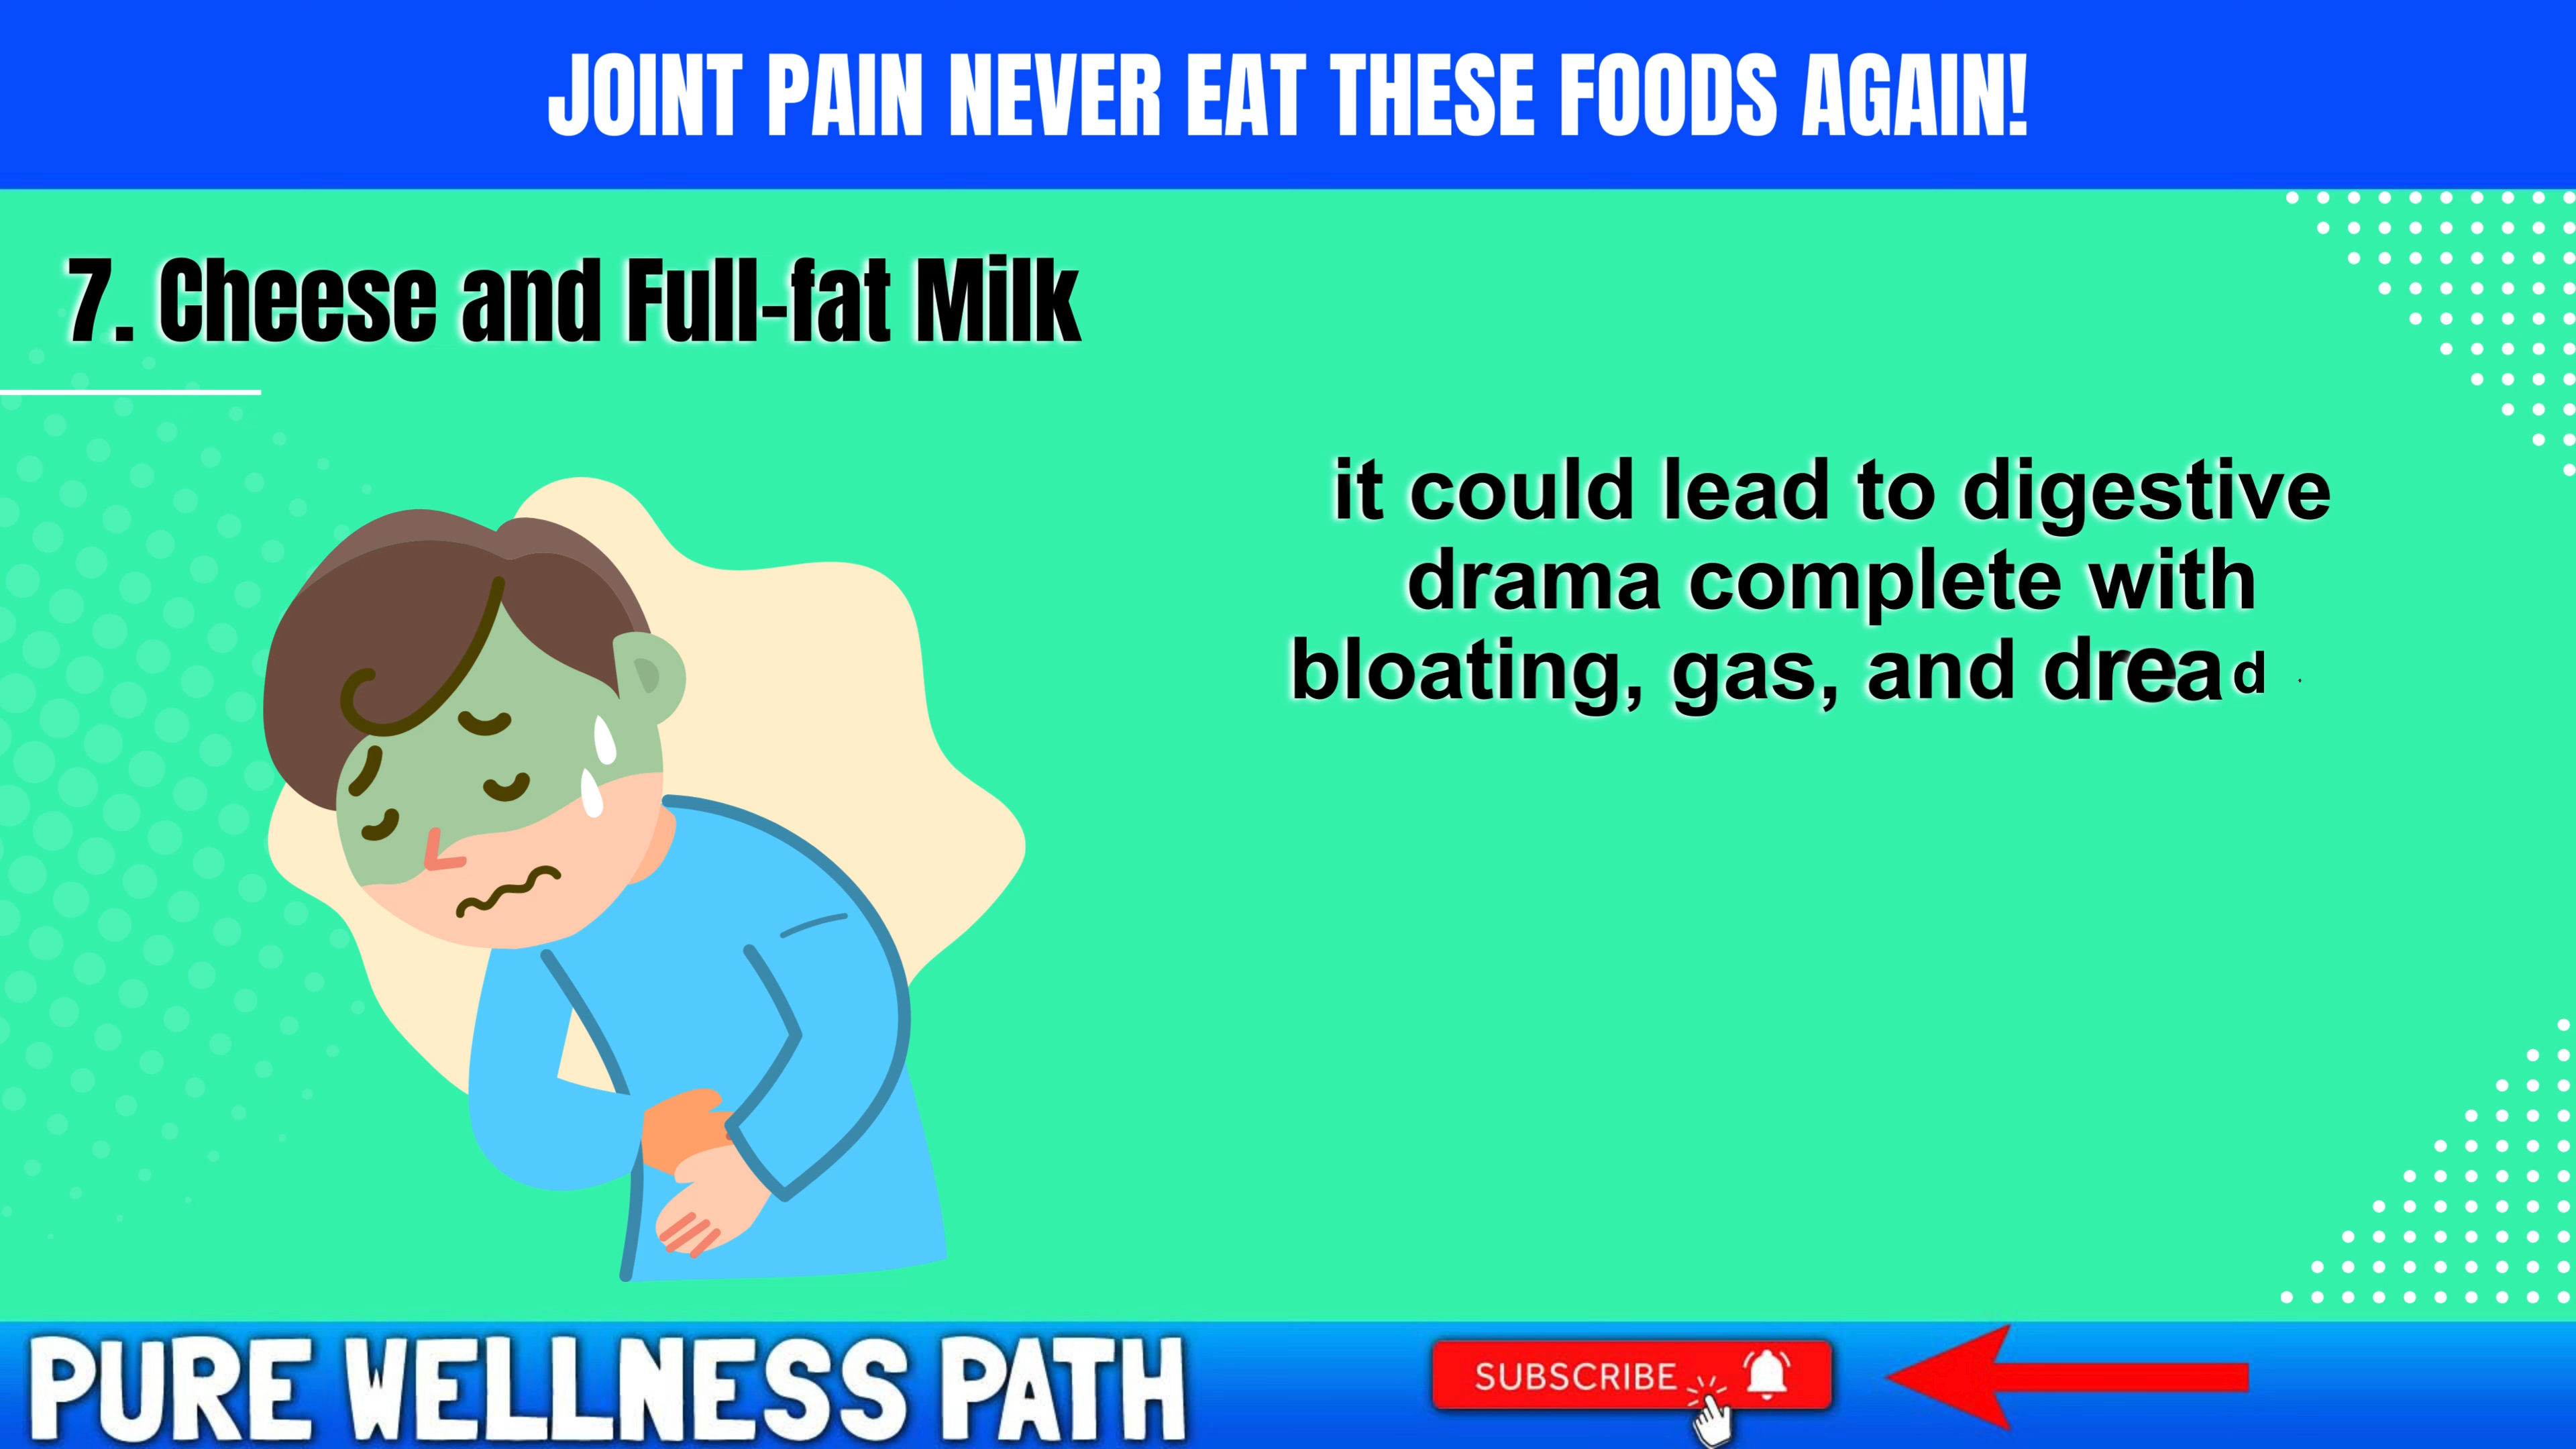 JOINT PAIN NEVER EAT THESE FOODS AGAIN!
7. Cheese and Full-fat Milk
it could lead to digestive
drama complete with
bloating, gas, and dread
PURE WELLNESS PATH
SUBSCRIBE